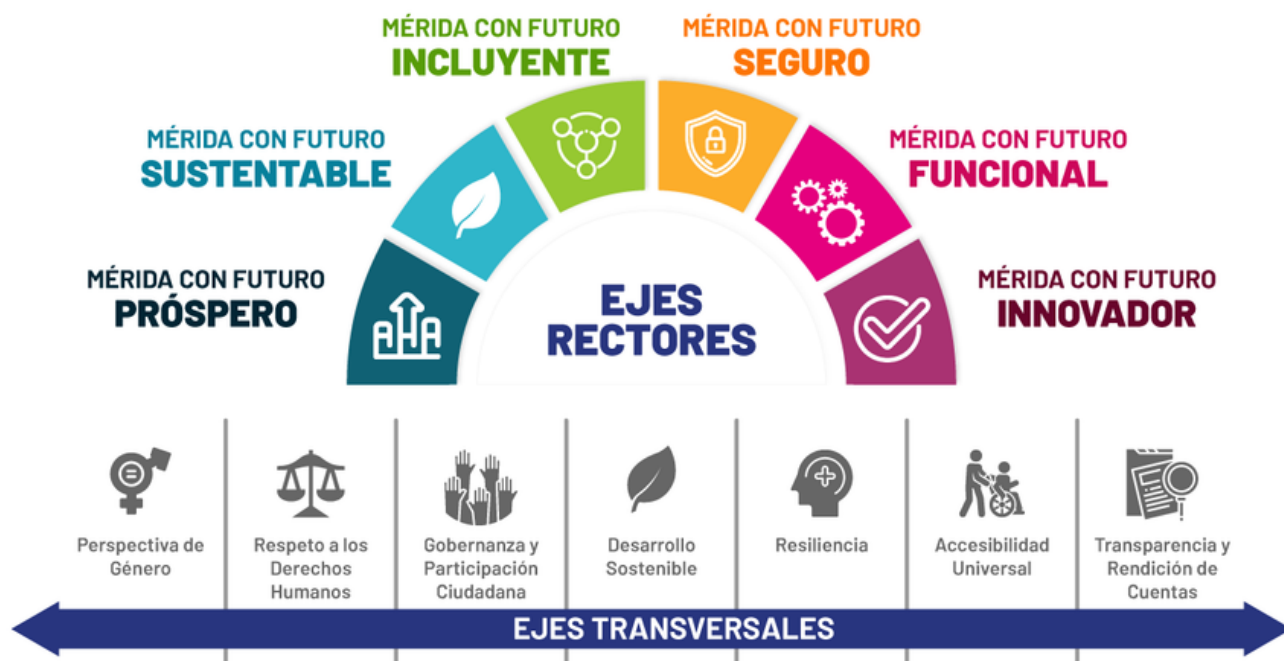 MÉRIDA CON FUTURO
INCLUYENTE
MÉRIDA CON FUTURO
SEGURO
MÉRIDA CON FUTURO
SUSTENTABLE
MÉRIDA CON FUTURO
FUNCIONAL
MÉRIDA CON FUTURO
PRÓSPERO
EJES
RECTORES
MÉRIDA CON FUTURO
INNOVADOR
Perspectiva de
Género
Respeto a los
Derechos
Humanos
Gobernanza y
Participación
Ciudadana
Desarrollo
Sostenible
Resiliencia
Accesibilidad
Universal
Transparencia y
Rendición de
Cuentas
EJES TRANSVERSALES